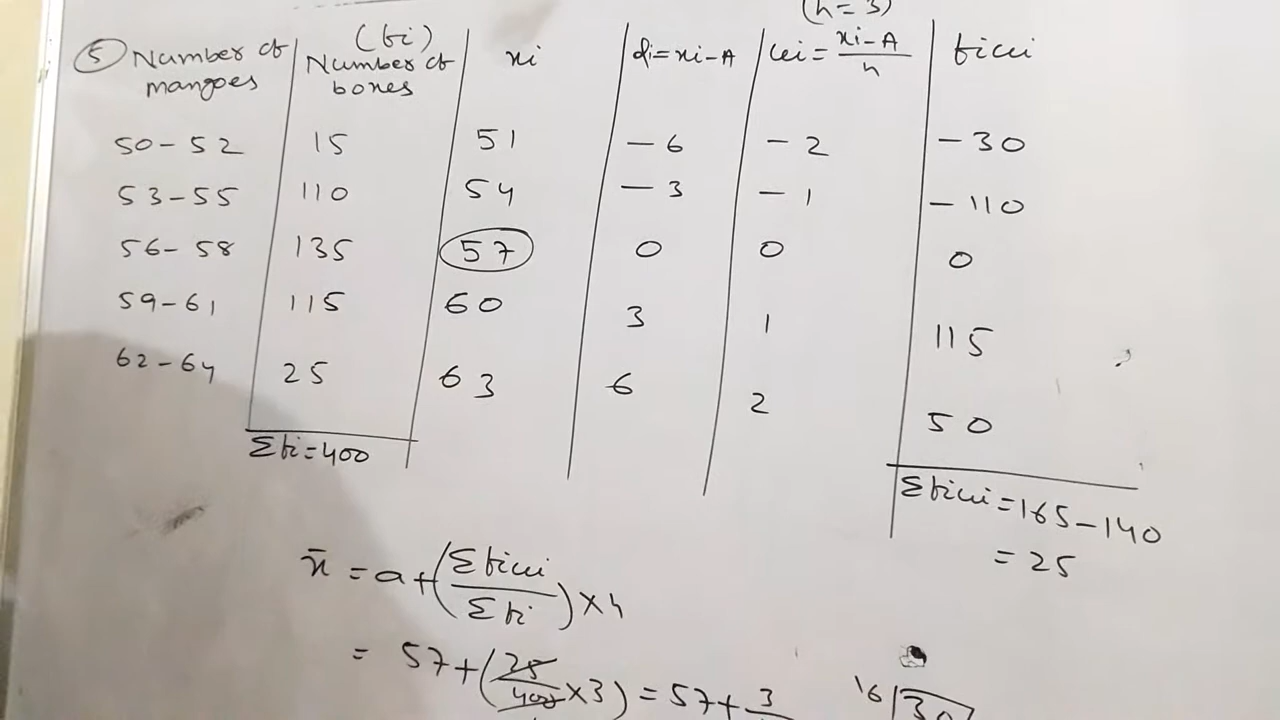 (h = 3)
⑤ Number of mangoes | (fi) Number of boxes | xi | di = xi - A | ui = xi - A / h | fiui
50 - 52 | 15 | 51 | - 6 | - 2 | - 30
53 - 55 | 110 | 54 | - 3 | - 1 | - 110
56 - 58 | 135 | 57 | 0 | 0 | 0
59 - 61 | 115 | 60 | 3 | 1 | 115
62 - 64 | 25 | 63 | 6 | 2 | 50
Σfi = 400 | Σfiui = 165 - 140
= 25
x̄ = a + (Σfiui / Σfi) × h
= 57 + (25 / 400 × 3) = 57 + 3
16 | 30